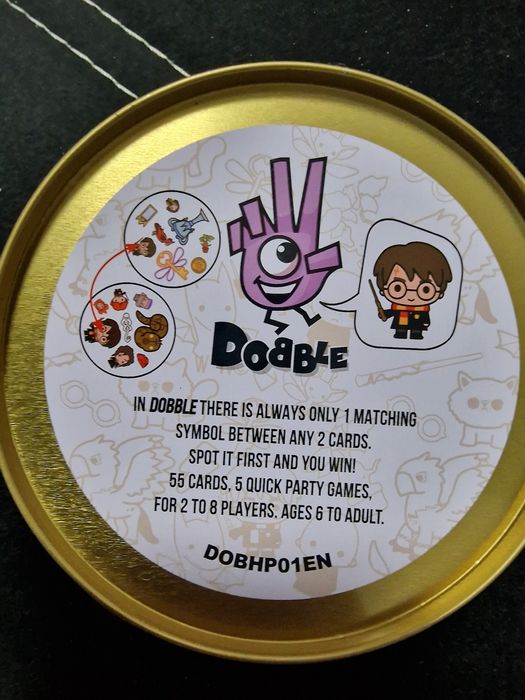 DOBBLE
IN DOBBLE THERE IS ALWAYS ONLY 1 MATCHING
SYMBOL BETWEEN ANY 2 CARDS.
SPOT IT FIRST AND YOU WIN!
55 CARDS, 5 QUICK PARTY GAMES,
FOR 2 TO 8 PLAYERS. AGES 6 TO ADULT.
DOBHP01EN